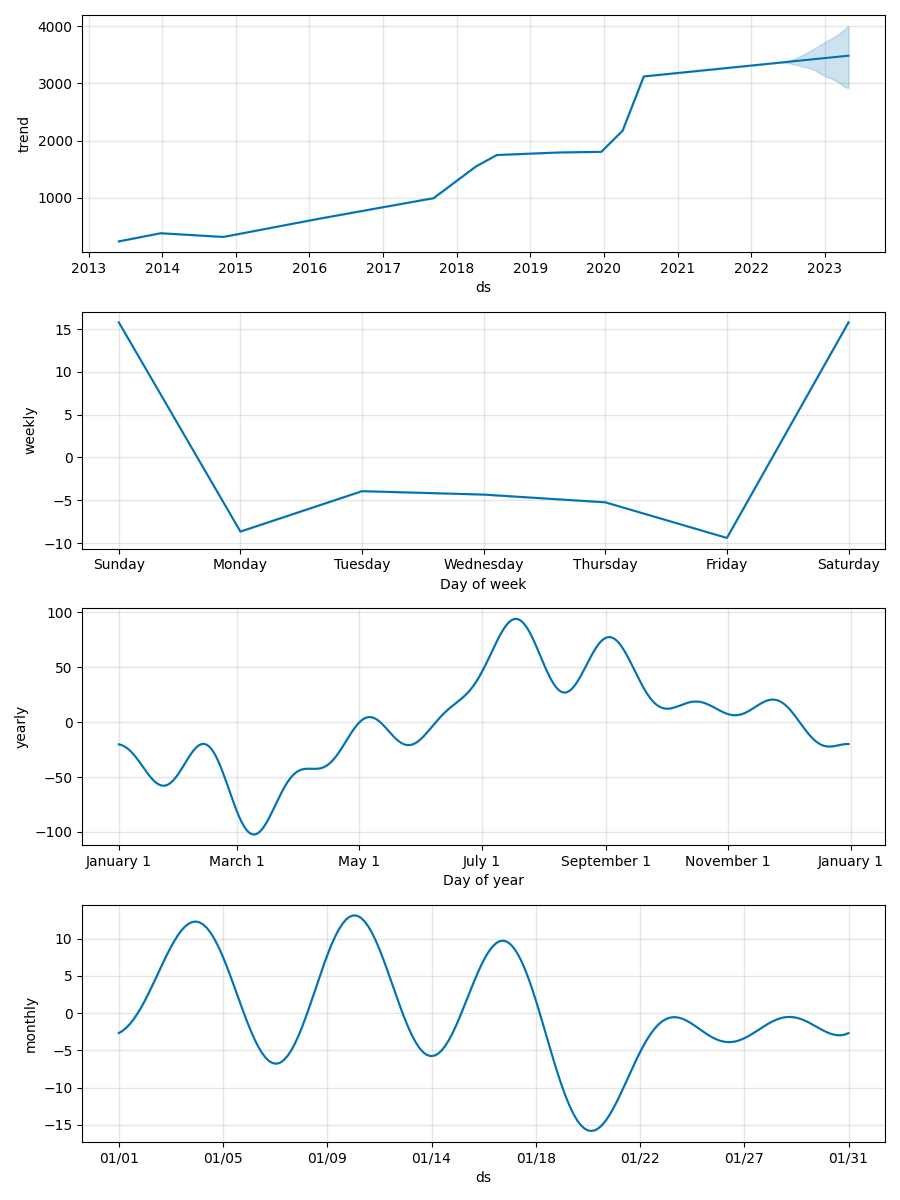 4000
3000
2000
1000
trend
2013 2014 2015 2016 2017 2018 2019 2020 2021 2022 2023
ds
15
10
5
0
−5
−10
weekly
Sunday Monday Tuesday Wednesday Thursday Friday Saturday
Day of week
100
50
0
−50
−100
yearly
January 1 March 1 May 1 July 1 September 1 November 1 January 1
Day of year
10
5
0
−5
−10
−15
monthly
01/01 01/05 01/09 01/14 01/18 01/22 01/27 01/31
ds